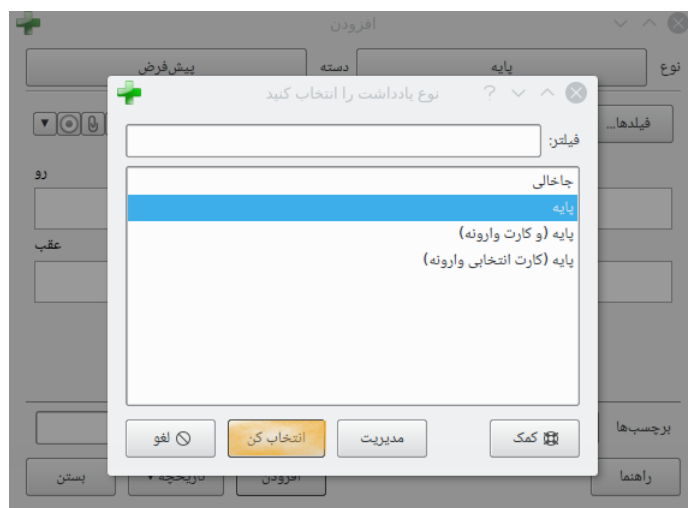 افزودن
نوع
پایه
دسته
پیش‌فرض
نوع یادداشت را انتخاب کنید
فیلدها...
فیلتر:
رو
جاخالی
پایه
پایه (و کارت وارونه)
پایه (کارت انتخابی وارونه)
عقب
برچسب‌ها
کمک
مدیریت
انتخاب کن
لغو
راهنما
افزودن
تاریخچه
بستن